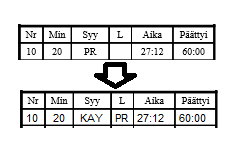 Nr Min Syy L Aika Päättyi
10 20 PR 27:12 60:00
Nr Min Syy L Aika Päättyi
10 20 KAY PR 27:12 60:00